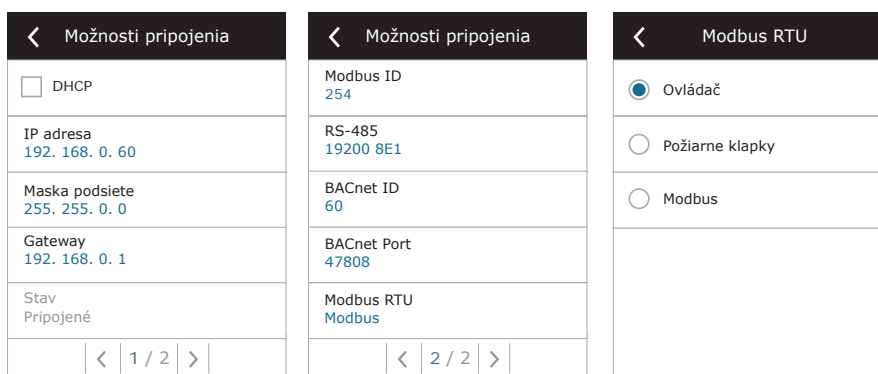 Možnosti pripojenia
DHCP
IP adresa
192. 168. 0. 60
Maska podsiete
255. 255. 0. 0
Gateway
192. 168. 0. 1
Stav
Pripojené
1 / 2
Možnosti pripojenia
Modbus ID
254
RS-485
19200 8E1
BACnet ID
60
BACnet Port
47808
Modbus RTU
Modbus
2 / 2
Modbus RTU
Ovládač
Požiarne klapky
Modbus